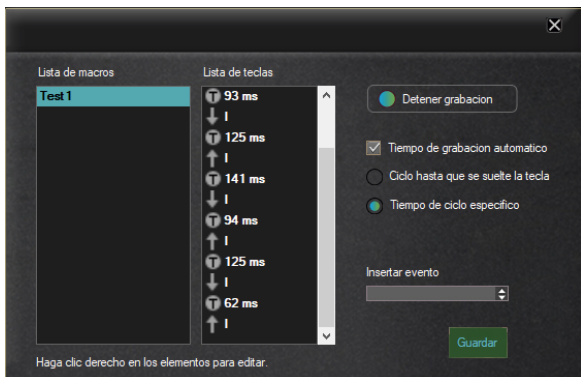 Lista de macros
Test1
Lista de teclas
93 ms
I
125 ms
I
141 ms
I
94 ms
I
125 ms
I
62 ms
I
Detener grabacion
Tiempo de grabacion automatico
Ciclo hasta que se suelte la tecla
Tiempo de ciclo especifico
Insertar evento
Guardar
Haga clic derecho en los elementos para editar.